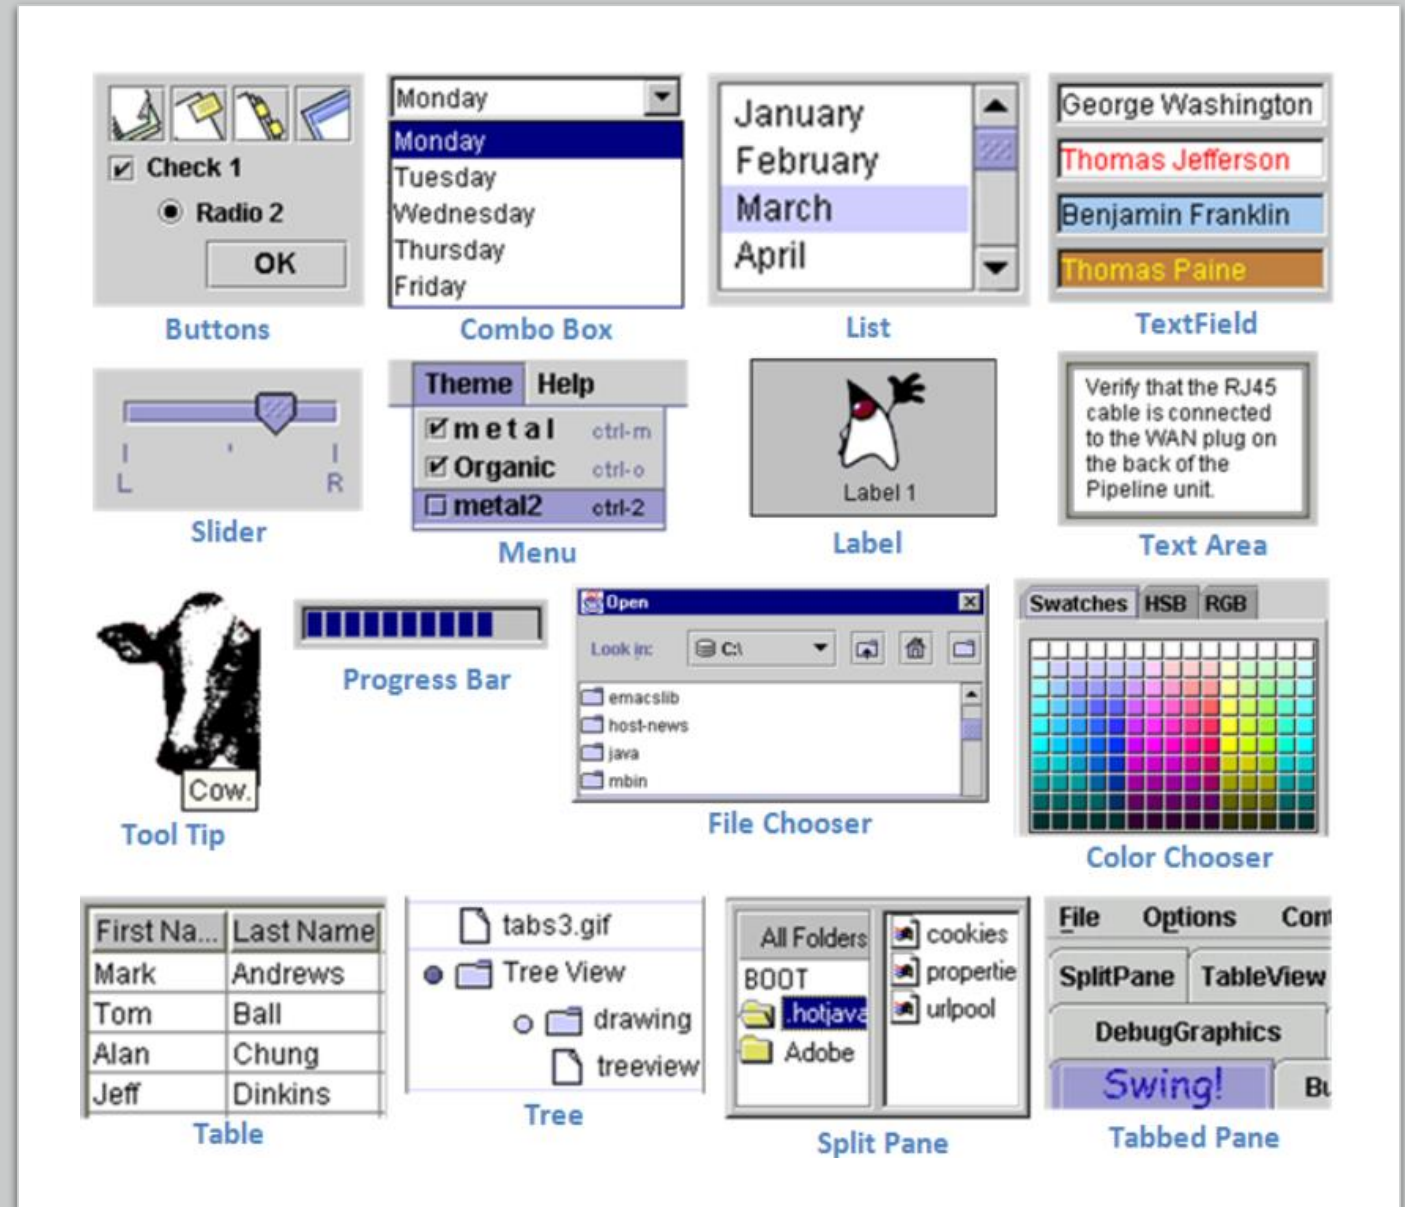 Check 1
Radio 2
OK
Buttons
Monday
Monday
Tuesday
Wednesday
Thursday
Friday
Combo Box
January
February
March
April
List
George Washington
Thomas Jefferson
Benjamin Franklin
Thomas Paine
TextField
L R
Slider
Theme Help
metal ctrl-m
Organic ctrl-o
metal2 ctrl-2
Menu
Label 1
Label
Verify that the RJ45
cable is connected
to the WAN plug on
the back of the
Pipeline unit.
Text Area
Cow.
Tool Tip
Progress Bar
Open
Look in: C:\
emacslib
host-news
java
mbin
File Chooser
Swatches HSB RGB
Color Chooser
First Na... Last Name
Mark Andrews
Tom Ball
Alan Chung
Jeff Dinkins
Table
tabs3.gif
Tree View
drawing
treeview
Tree
All Folders
BOOT
.hotjava
Adobe
cookies
propertie
urlpool
Split Pane
File Options Cont
SplitPane TableView
DebugGraphics
Swing! Bu
Tabbed Pane